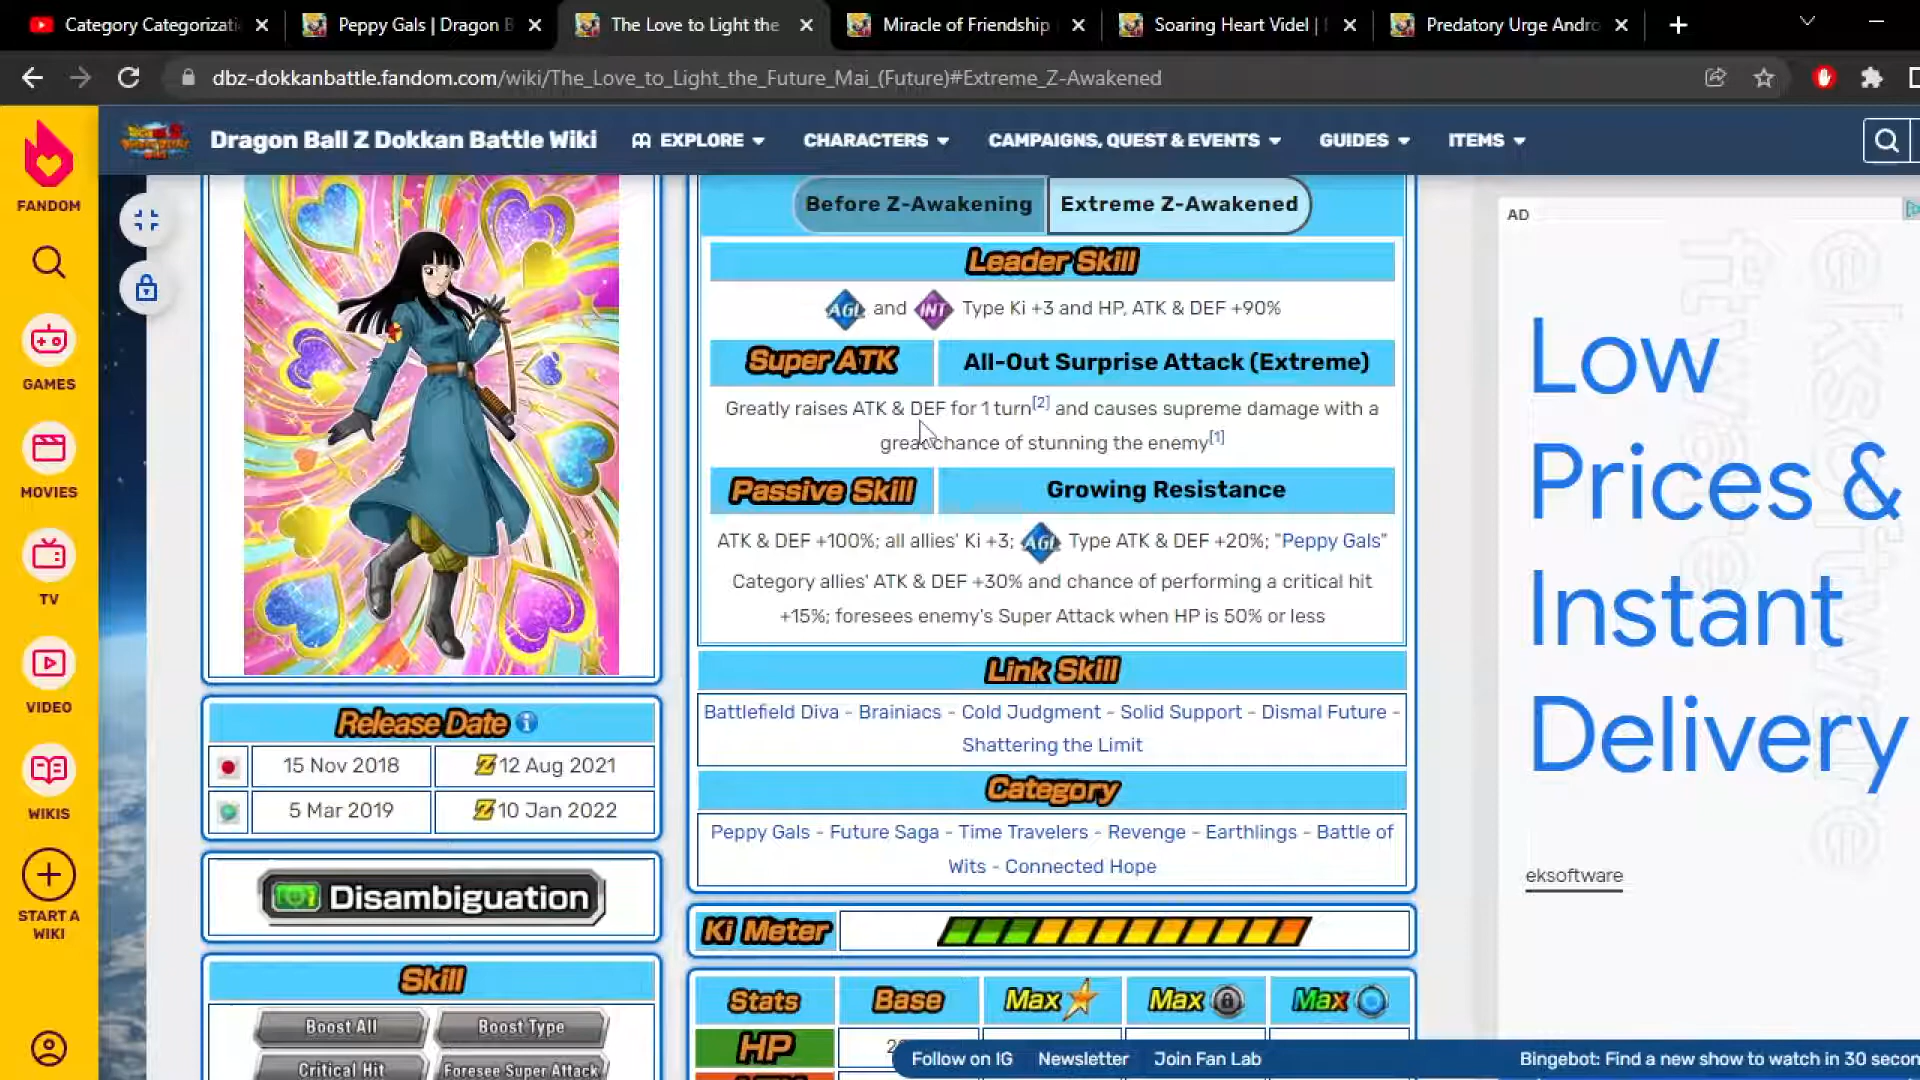 Category Categorizati
Peppy Gals | Dragon B
The Love to Light the
Miracle of Friendship
Soaring Heart Videl |
Predatory Urge Andro
dbz-dokkanbattle.fandom.com/wiki/The_Love_to_Light_the_Future_Mai_(Future)#Extreme_Z-Awakened
FANDOM
GAMES
MOVIES
TV
VIDEO
WIKIS
START A
WIKI
Dragon Ball Z Dokkan Battle Wiki
EXPLORE
CHARACTERS
CAMPAIGNS, QUEST & EVENTS
GUIDES
ITEMS
Release Date
15 Nov 2018
Z 12 Aug 2021
5 Mar 2019
Z 10 Jan 2022
Disambiguation
Skill
Boost All
Boost Type
Critical Hit
Foresee Super Attack
Before Z-Awakening
Extreme Z-Awakened
Leader Skill
AGL and INT Type Ki +3 and HP, ATK & DEF +90%
Super ATK
All-Out Surprise Attack (Extreme)
Greatly raises ATK & DEF for 1 turn[2] and causes supreme damage with a
great chance of stunning the enemy[1]
Passive Skill
Growing Resistance
ATK & DEF +100%; all allies' Ki +3; AGL Type ATK & DEF +20%; "Peppy Gals"
Category allies' ATK & DEF +30% and chance of performing a critical hit
+15%; foresees enemy's Super Attack when HP is 50% or less
Link Skill
Battlefield Diva - Brainiacs - Cold Judgment - Solid Support - Dismal Future -
Shattering the Limit
Category
Peppy Gals - Future Saga - Time Travelers - Revenge - Earthlings - Battle of
Wits - Connected Hope
Ki Meter
Stats
Base
Max
Max
Max
HP
AD
Low
Prices &
Instant
Delivery
eksoftware
Follow on IG
Newsletter
Join Fan Lab
Bingebot: Find a new show to watch in 30 secon